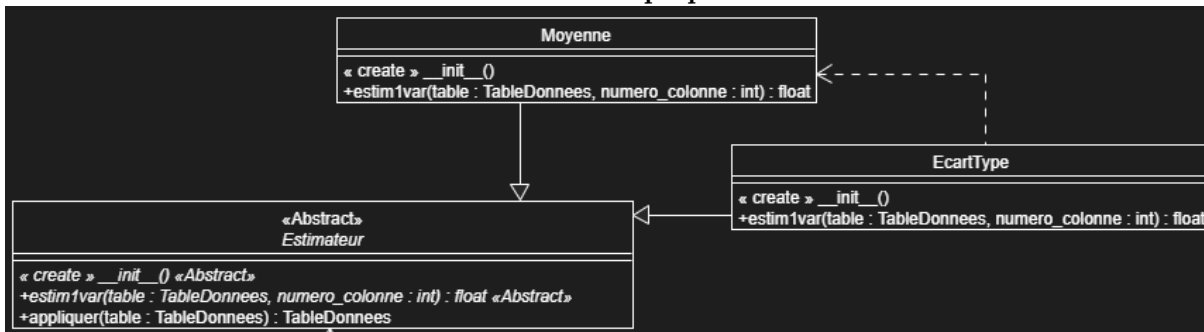 Moyenne
« create » __init__()
+estim1var(table : TableDonnees, numero_colonne : int) : float
EcartType
« create » __init__()
+estim1var(table : TableDonnees, numero_colonne : int) : float
«Abstract»
Estimateur
« create » __init__() «Abstract»
+estim1var(table : TableDonnees, numero_colonne : int) : float «Abstract»
+appliquer(table : TableDonnees) : TableDonnees